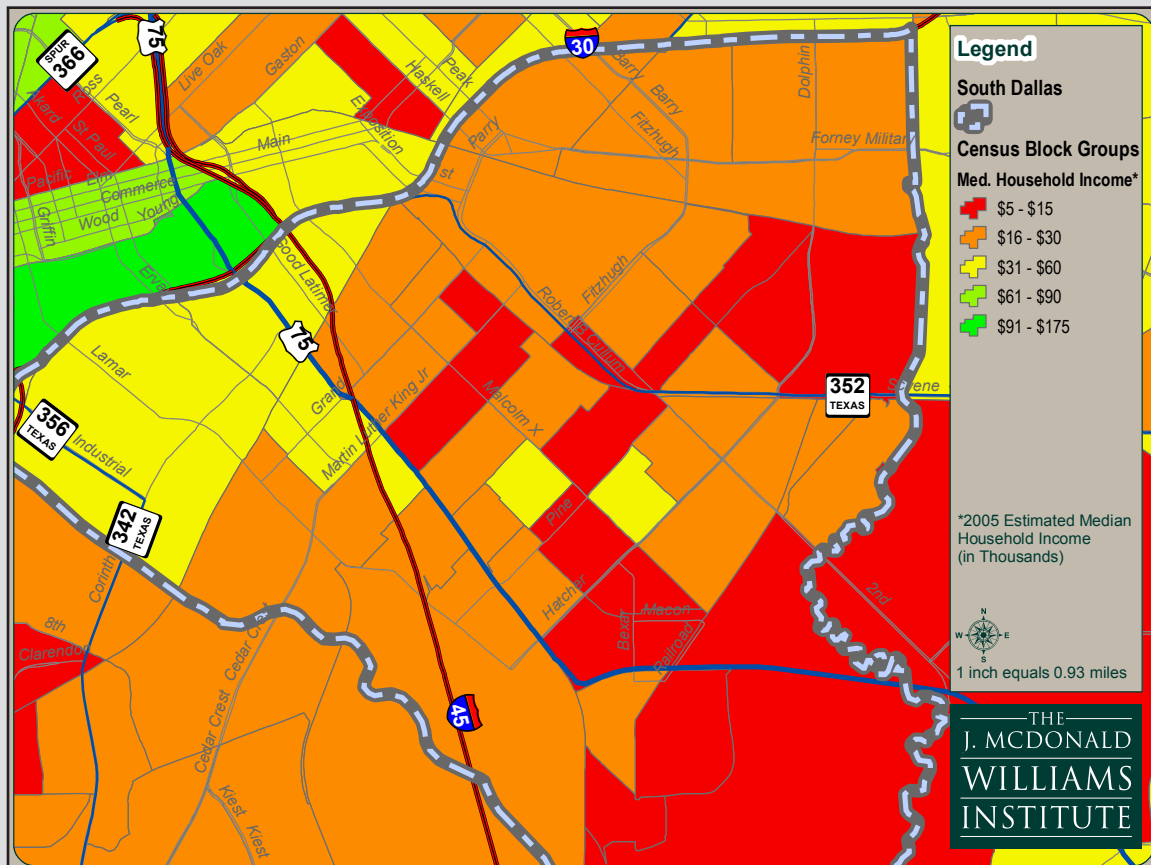 Legend
South Dallas
Census Block Groups
Med. Household Income*
$5 - $15
$16 - $30
$31 - $60
$61 - $90
$91 - $175
*2005 Estimated Median
Household Income
(in Thousands)
N
W E
S
1 inch equals 0.93 miles
THE
J. MCDONALD
WILLIAMS
INSTITUTE
75
SPUR
366
30
Live Oak
Gaston
Haskell
Peak
Barry
Barry
Dolphin
Ross
Pearl
Akard
St Paul
Exposition
Parry
Fitzhugh
Forney Military
Main
Pacific
Elm
Commerce
Wood
Young
Griffin
st
Ervay
Good Latimer
Fitzhugh
Robert B Cullum
75
Lamar
Grand
Martin Luther King Jr
Malcolm X
352
TEXAS
356
TEXAS
Industrial
342
TEXAS
Pine
Corinth
Hatcher
2nd
8th
Clarendon
Bexar
Macon
Railroad
Cedar Crest
Cedar Crest
45
Kiest
Kiest